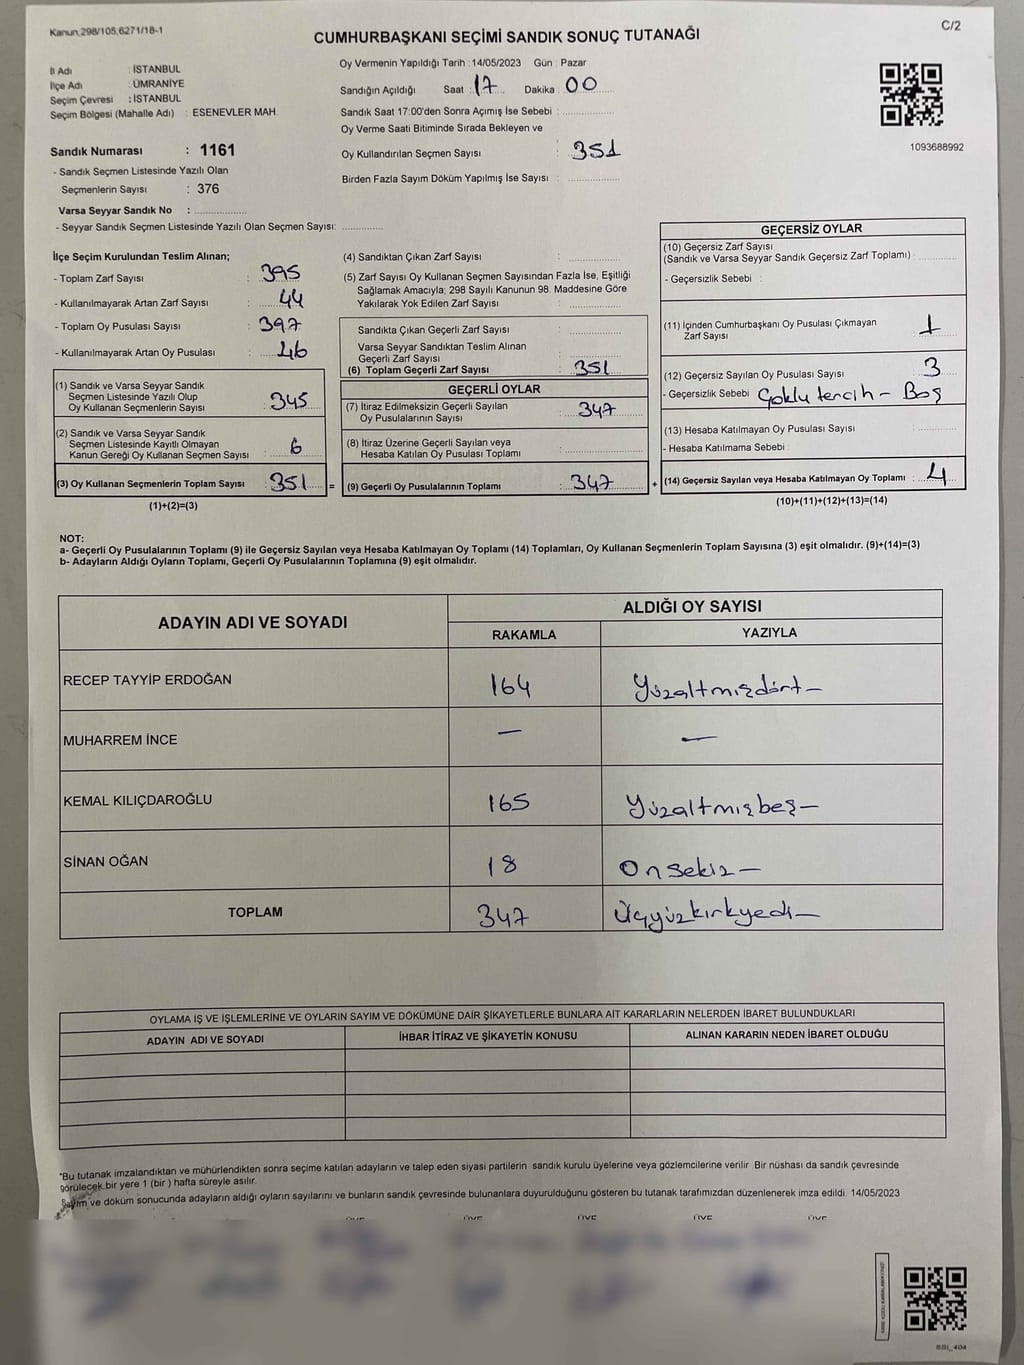 Kanun,298/105,6271/18-1
C/2
CUMHURBAŞKANI SEÇİMİ SANDIK SONUÇ TUTANAĞI
İl Adı : İSTANBUL
İlçe Adı : ÜMRANİYE
Seçim Çevresi : İSTANBUL
Seçim Bölgesi (Mahalle Adı) : ESENEVLER MAH.
Sandık Numarası : 1161
- Sandık Seçmen Listesinde Yazılı Olan
Seçmenlerin Sayısı : 376
Varsa Seyyar Sandık No : ................
- Seyyar Sandık Seçmen Listesinde Yazılı Olan Seçmen Sayısı: ............
Oy Vermenin Yapıldığı Tarih : 14/05/2023 Gün : Pazar
Sandığın Açıldığı Saat : 17 Dakika : 00
Sandık Saat 17:00'den Sonra Açımış İse Sebebi : ................
Oy Verme Saati Bitiminde Sırada Bekleyen ve
Oy Kullandırılan Seçmen Sayısı : 351
Birden Fazla Sayım Döküm Yapılmış İse Sayısı : ................
1093688992
İlçe Seçim Kurulundan Teslim Alınan;
- Toplam Zarf Sayısı : 395
- Kullanılmayarak Artan Zarf Sayısı : 44
- Toplam Oy Pusulası Sayısı : 397
- Kullanılmayarak Artan Oy Pusulası : 46
(1) Sandık ve Varsa Seyyar Sandık
Seçmen Listesinde Yazılı Olup
Oy Kullanan Seçmenlerin Sayısı : 345
(2) Sandık ve Varsa Seyyar Sandık
Seçmen Listesinde Kayıtlı Olmayan
Kanun Gereği Oy Kullanan Seçmen Sayısı : 6
(3) Oy Kullanan Seçmenlerin Toplam Sayısı : 351 =
(1)+(2)=(3)
(4) Sandıktan Çıkan Zarf Sayısı : ................
(5) Zarf Sayısı Oy Kullanan Seçmen Sayısından Fazla İse, Eşitliği
Sağlamak Amacıyla; 298 Sayılı Kanunun 98. Maddesine Göre
Yakılarak Yok Edilen Zarf Sayısı : ................
Sandıkta Çıkan Geçerli Zarf Sayısı : ................
Varsa Seyyar Sandıktan Teslim Alınan
Geçerli Zarf Sayısı : ................
(6) Toplam Geçerli Zarf Sayısı : 351
GEÇERLİ OYLAR
(7) İtiraz Edilmeksizin Geçerli Sayılan
Oy Pusulalarının Sayısı : 347
(8) İtiraz Üzerine Geçerli Sayılan veya
Hesaba Katılan Oy Pusulası Toplamı : ................
(9) Geçerli Oy Pusulalarının Toplamı : 347 +
GEÇERSİZ OYLAR
(10) Geçersiz Zarf Sayısı
(Sandık ve Varsa Seyyar Sandık Geçersiz Zarf Toplamı) : ............
- Geçersizlik Sebebi :
(11) İçinden Cumhurbaşkanı Oy Pusulası Çıkmayan
Zarf Sayısı : 1
(12) Geçersiz Sayılan Oy Pusulası Sayısı : 3
- Geçersizlik Sebebi : Çoklu tercih - Boş
(13) Hesaba Katılmayan Oy Pusulası Sayısı : ............
- Hesaba Katılmama Sebebi :
(14) Geçersiz Sayılan veya Hesaba Katılmayan Oy Toplamı : 4
(10)+(11)+(12)+(13)=(14)
NOT:
a- Geçerli Oy Pusulalarının Toplamı (9) ile Geçersiz Sayılan veya Hesaba Katılmayan Oy Toplamı (14) Toplamları, Oy Kullanan Seçmenlerin Toplam Sayısına (3) eşit olmalıdır. (9)+(14)=(3)
b- Adayların Aldığı Oyların Toplamı, Geçerli Oy Pusulalarının Toplamına (9) eşit olmalıdır.
ADAYIN ADI VE SOYADI
ALDIĞI OY SAYISI
RAKAMLA YAZIYLA
RECEP TAYYİP ERDOĞAN 164 Yüzaltmışdört-
MUHARREM İNCE - -
KEMAL KILIÇDAROĞLU 165 Yüzaltmışbeş-
SİNAN OĞAN 18 Onsekiz-
TOPLAM 347 Üçyüzkırkyedi-
OYLAMA İŞ VE İŞLEMLERİNE VE OYLARIN SAYIM VE DÖKÜMÜNE DAİR ŞİKAYETLERLE BUNLARA AİT KARARLARIN NELERDEN İBARET BULUNDUKLARI
ADAYIN ADI VE SOYADI İHBAR İTİRAZ VE ŞİKAYETİN KONUSU ALINAN KARARIN NEDEN İBARET OLDUĞU
"Bu tutanak imzalandıktan ve mühürlendikten sonra seçime katılan adayların ve talep eden siyasi partilerin sandık kurulu üyelerine veya gözlemcilerine verilir. Bir nüshası da sandık çevresinde
görülecek bir yere 1 (bir ) hafta süreyle asılır.
Sayım ve döküm sonucunda adayların aldığı oyların sayılarını ve bunların sandık çevresinde bulunanlara duyurulduğunu gösteren bu tutanak tarafımızdan düzenlenerek imza edildi. 14/05/2023
ÜYE ÜYE ÜYE ÜYE ÜYE
SBI_404